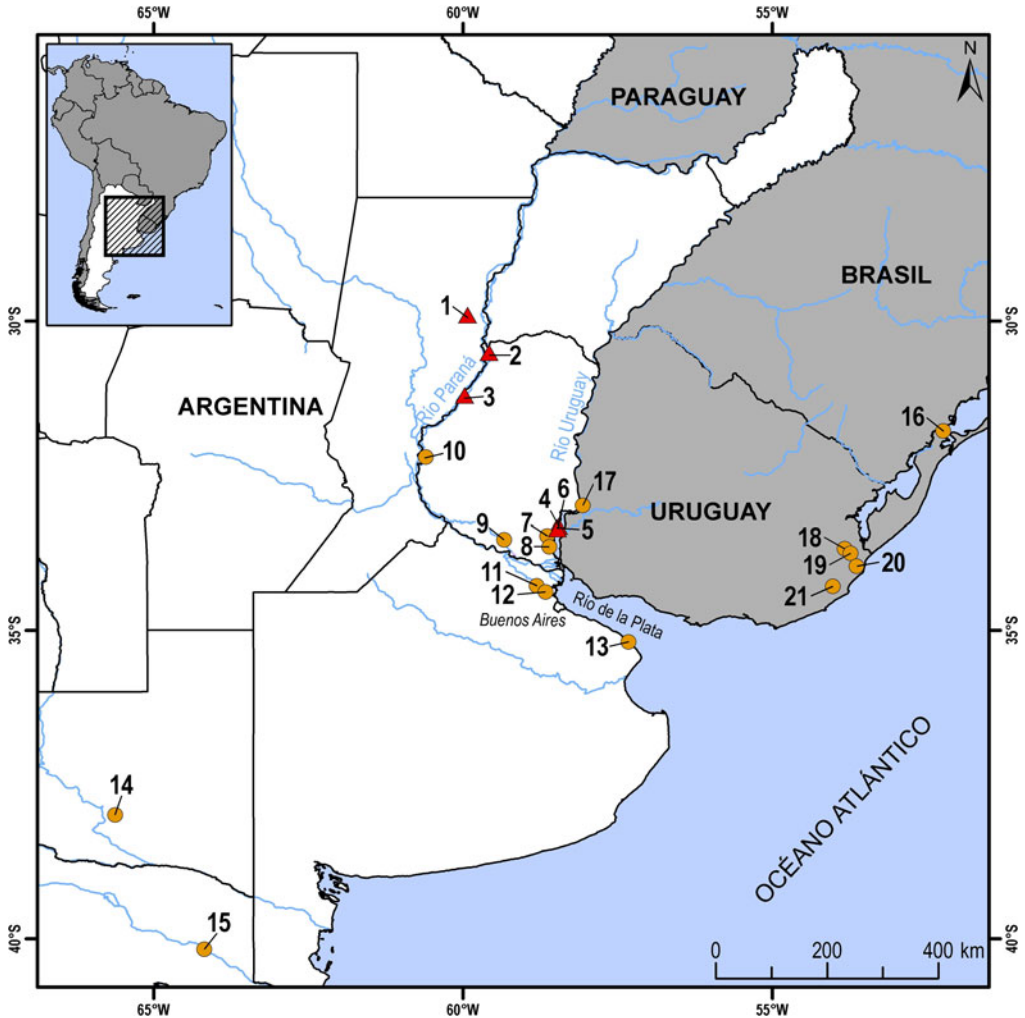 65°W 60°W 55°W
N
PARAGUAY
BRASIL
30°S 30°S
1
2
Río Paraná
3
ARGENTINA
Río Uruguay
16
10
17
6
4
URUGUAY
5
9
7
8
18
19
20
11
21
12
Río de la Plata
Buenos Aires
35°S 35°S
13
OCÉANO ATLÁNTICO
14
15
40°S 40°S
0 200 400 km
65°W 60°W 55°W